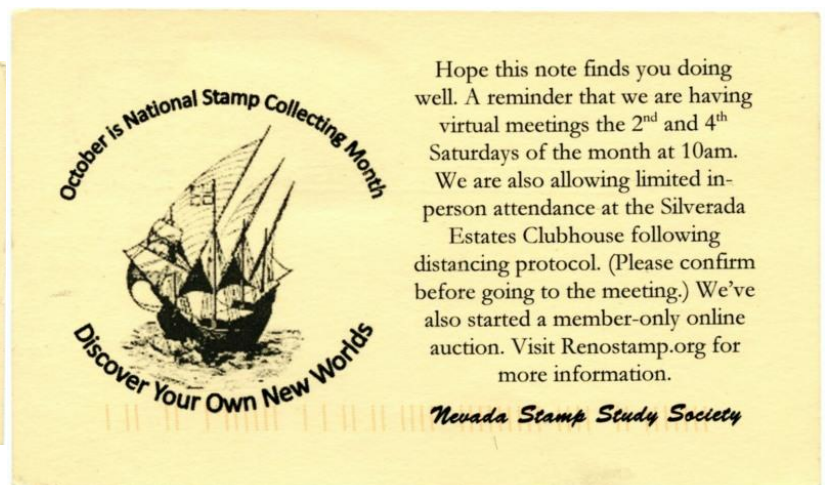 October is National Stamp Collecting Month
Discover Your Own New Worlds
Hope this note finds you doing
well. A reminder that we are having
virtual meetings the 2nd and 4th
Saturdays of the month at 10am.
We are also allowing limited in-
person attendance at the Silverada
Estates Clubhouse following
distancing protocol. (Please confirm
before going to the meeting.) We've
also started a member-only online
auction. Visit Renostamp.org for
more information.
Nevada Stamp Study Society